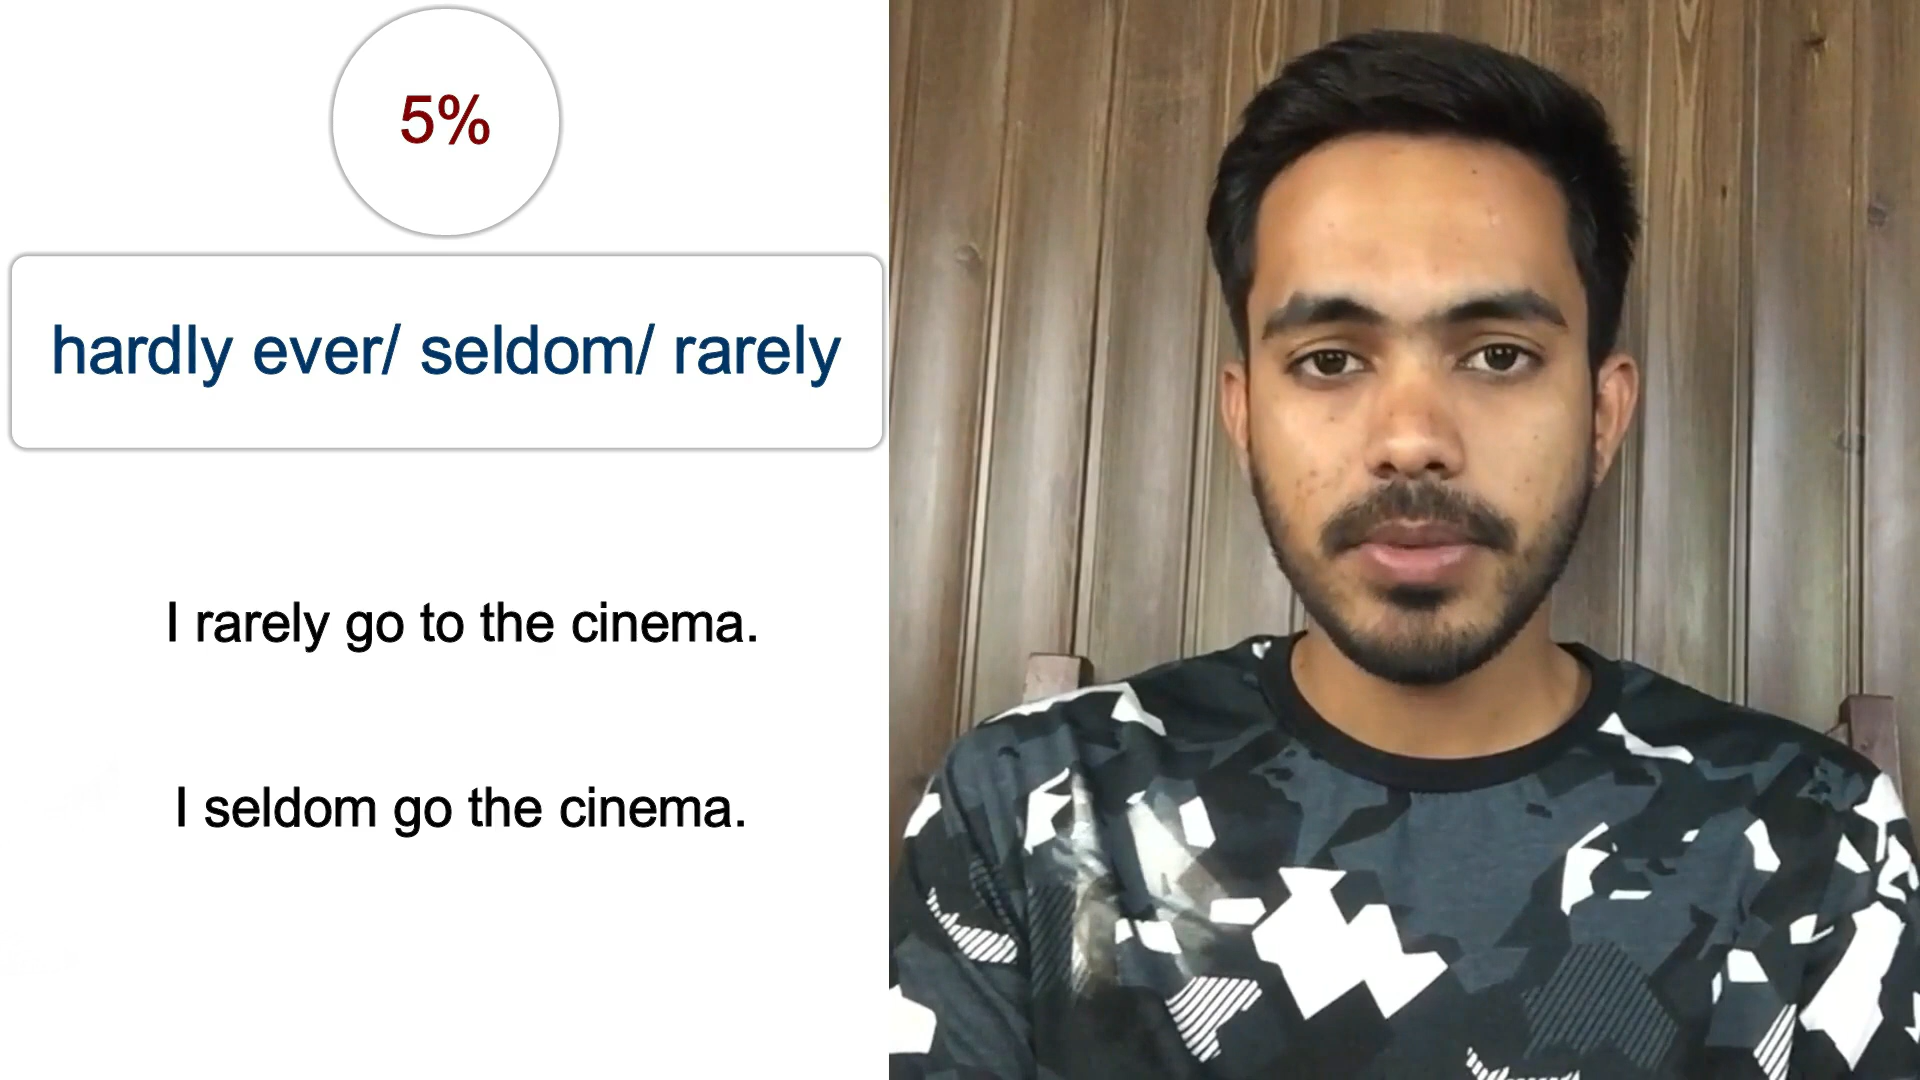 5%
hardly ever/ seldom/ rarely
I rarely go to the cinema.
I seldom go the cinema.